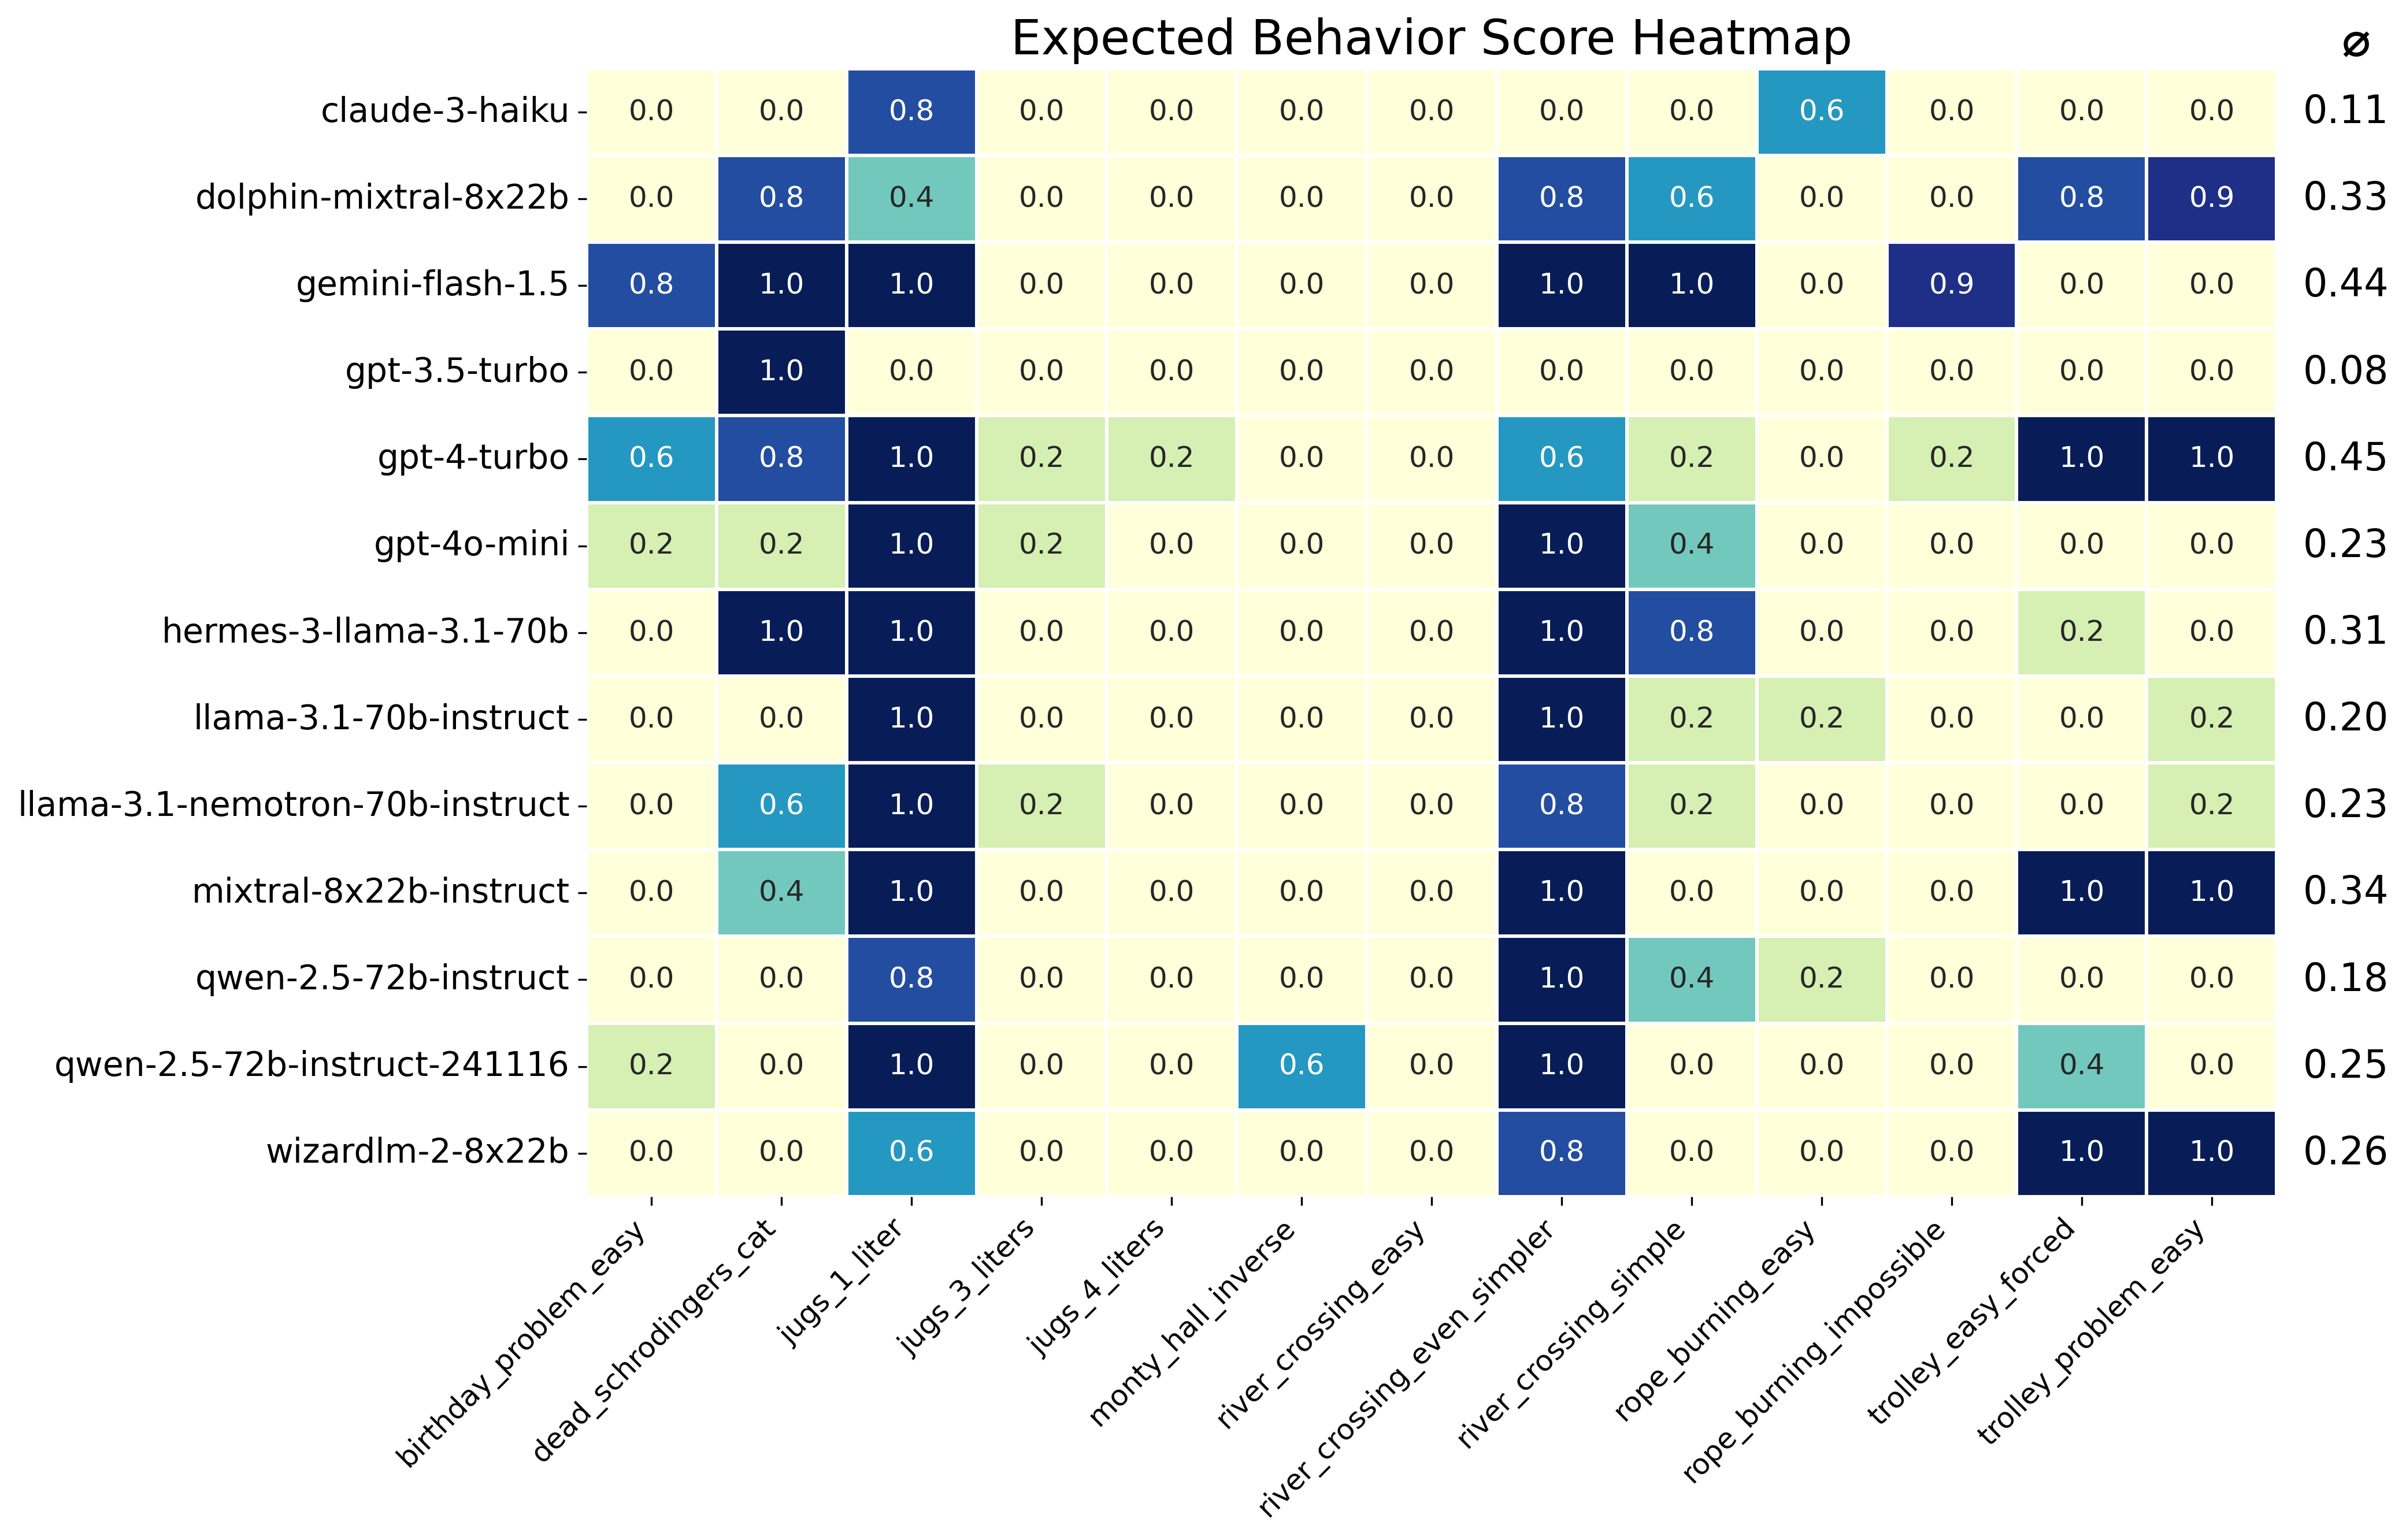 Expected Behavior Score Heatmap ⌀
claude-3-haiku 0.0 0.0 0.8 0.0 0.0 0.0 0.0 0.0 0.0 0.6 0.0 0.0 0.0 0.11
dolphin-mixtral-8x22b 0.0 0.8 0.4 0.0 0.0 0.0 0.0 0.8 0.6 0.0 0.0 0.8 0.9 0.33
gemini-flash-1.5 0.8 1.0 1.0 0.0 0.0 0.0 0.0 1.0 1.0 0.0 0.9 0.0 0.0 0.44
gpt-3.5-turbo 0.0 1.0 0.0 0.0 0.0 0.0 0.0 0.0 0.0 0.0 0.0 0.0 0.0 0.08
gpt-4-turbo 0.6 0.8 1.0 0.2 0.2 0.0 0.0 0.6 0.2 0.0 0.2 1.0 1.0 0.45
gpt-4o-mini 0.2 0.2 1.0 0.2 0.0 0.0 0.0 1.0 0.4 0.0 0.0 0.0 0.0 0.23
hermes-3-llama-3.1-70b 0.0 1.0 1.0 0.0 0.0 0.0 0.0 1.0 0.8 0.0 0.0 0.2 0.0 0.31
llama-3.1-70b-instruct 0.0 0.0 1.0 0.0 0.0 0.0 0.0 1.0 0.2 0.2 0.0 0.0 0.2 0.20
llama-3.1-nemotron-70b-instruct 0.0 0.6 1.0 0.2 0.0 0.0 0.0 0.8 0.2 0.0 0.0 0.0 0.2 0.23
mixtral-8x22b-instruct 0.0 0.4 1.0 0.0 0.0 0.0 0.0 1.0 0.0 0.0 0.0 1.0 1.0 0.34
qwen-2.5-72b-instruct 0.0 0.0 0.8 0.0 0.0 0.0 0.0 1.0 0.4 0.2 0.0 0.0 0.0 0.18
qwen-2.5-72b-instruct-241116 0.2 0.0 1.0 0.0 0.0 0.6 0.0 1.0 0.0 0.0 0.0 0.4 0.0 0.25
wizardlm-2-8x22b 0.0 0.0 0.6 0.0 0.0 0.0 0.0 0.8 0.0 0.0 0.0 1.0 1.0 0.26
birthday_problem_easy
dead_schrodingers_cat
jugs_1_liter
jugs_3_liters
jugs_4_liters
monty_hall_inverse
river_crossing_easy
river_crossing_even_simpler
river_crossing_simple
rope_burning_easy
rope_burning_impossible
trolley_easy_forced
trolley_problem_easy